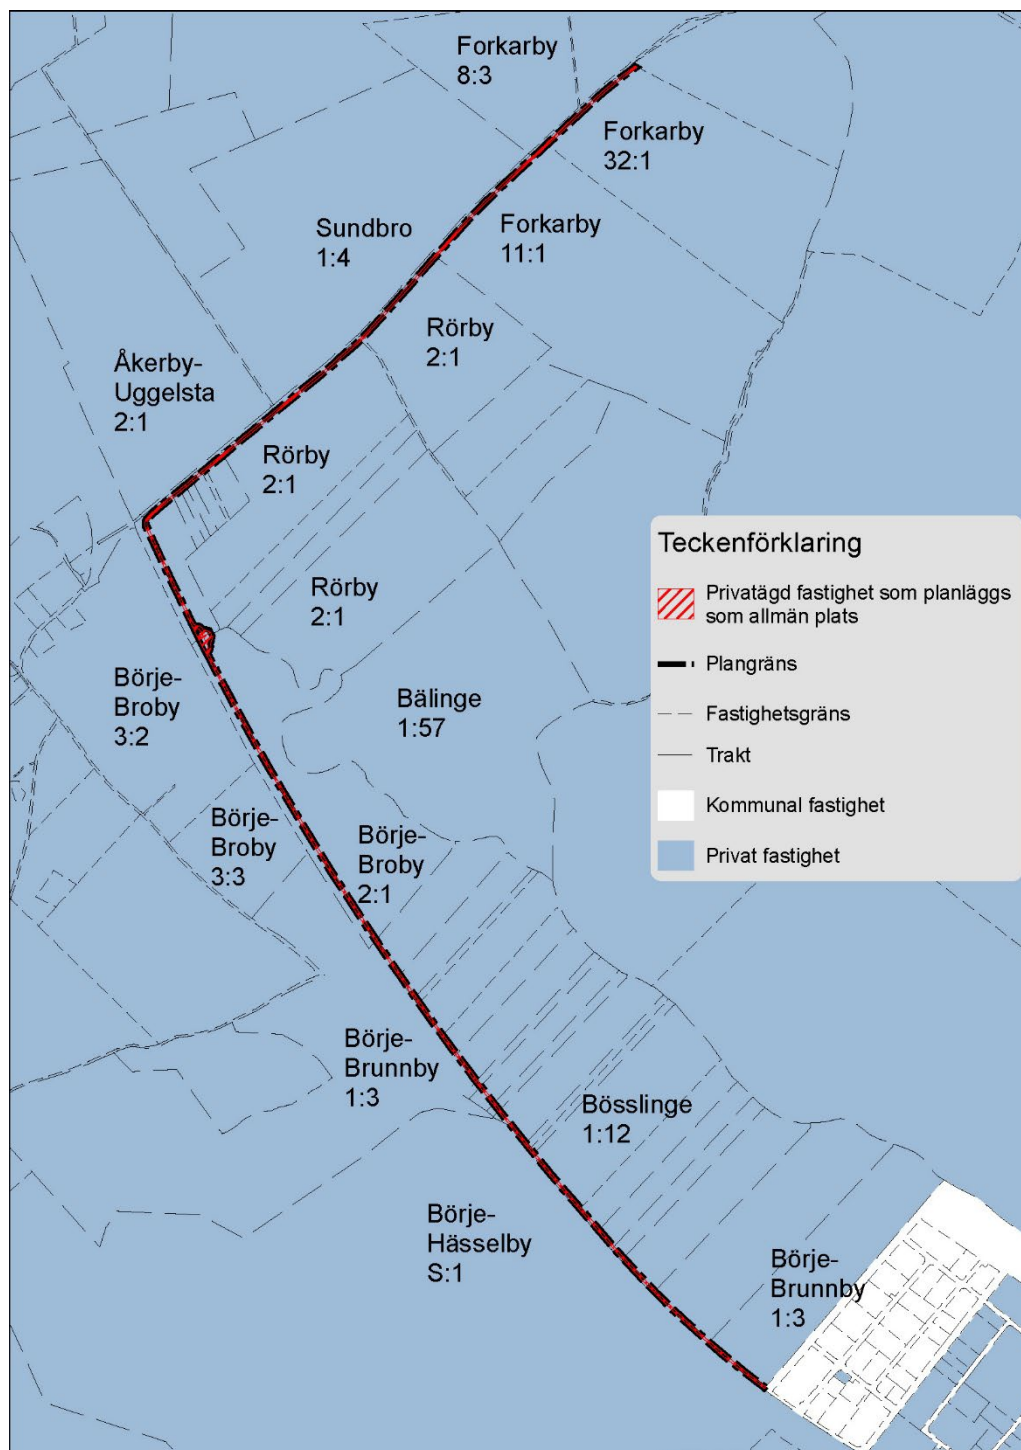 Forkarby
8:3
Forkarby
32:1
Sundbro
1:4
Forkarby
11:1
Rörby
2:1
Åkerby-
Uggelsta
2:1
Rörby
2:1
Rörby
2:1
Börje-
Broby
3:2
Bälinge
1:57
Börje-
Broby
3:3
Börje-
Broby
2:1
Börje-
Brunnby
1:3
Bösslinge
1:12
Börje-
Hässelby
S:1
Börje-
Brunnby
1:3
Teckenförklaring
Privatägd fastighet som planläggs
som allmän plats
Plangräns
Fastighetsgräns
Trakt
Kommunal fastighet
Privat fastighet